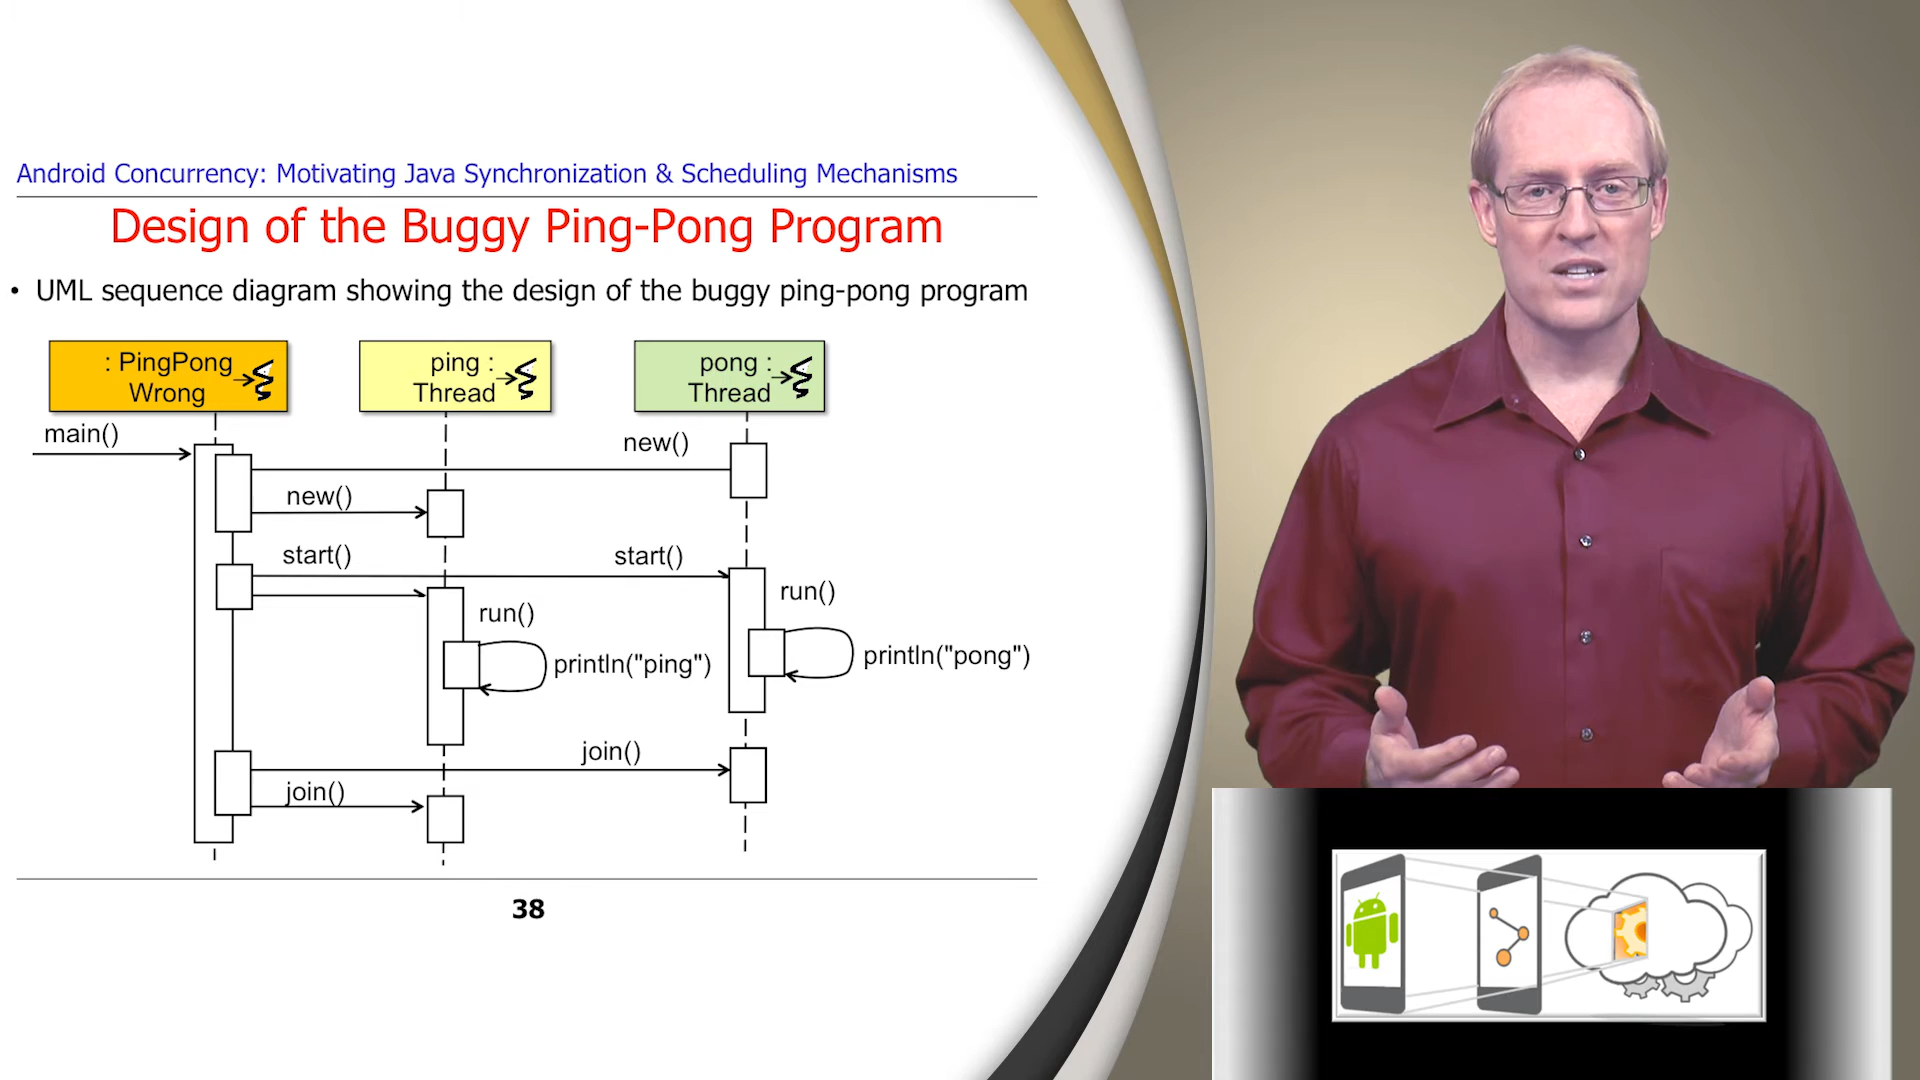 Android Concurrency: Motivating Java Synchronization & Scheduling Mechanisms
Design of the Buggy Ping-Pong Program
• UML sequence diagram showing the design of the buggy ping-pong program
: PingPong
Wrong
ping :
Thread
pong :
Thread
main()
new()
new()
start()
start()
run()
run()
println("ping")
println("pong")
join()
join()
38